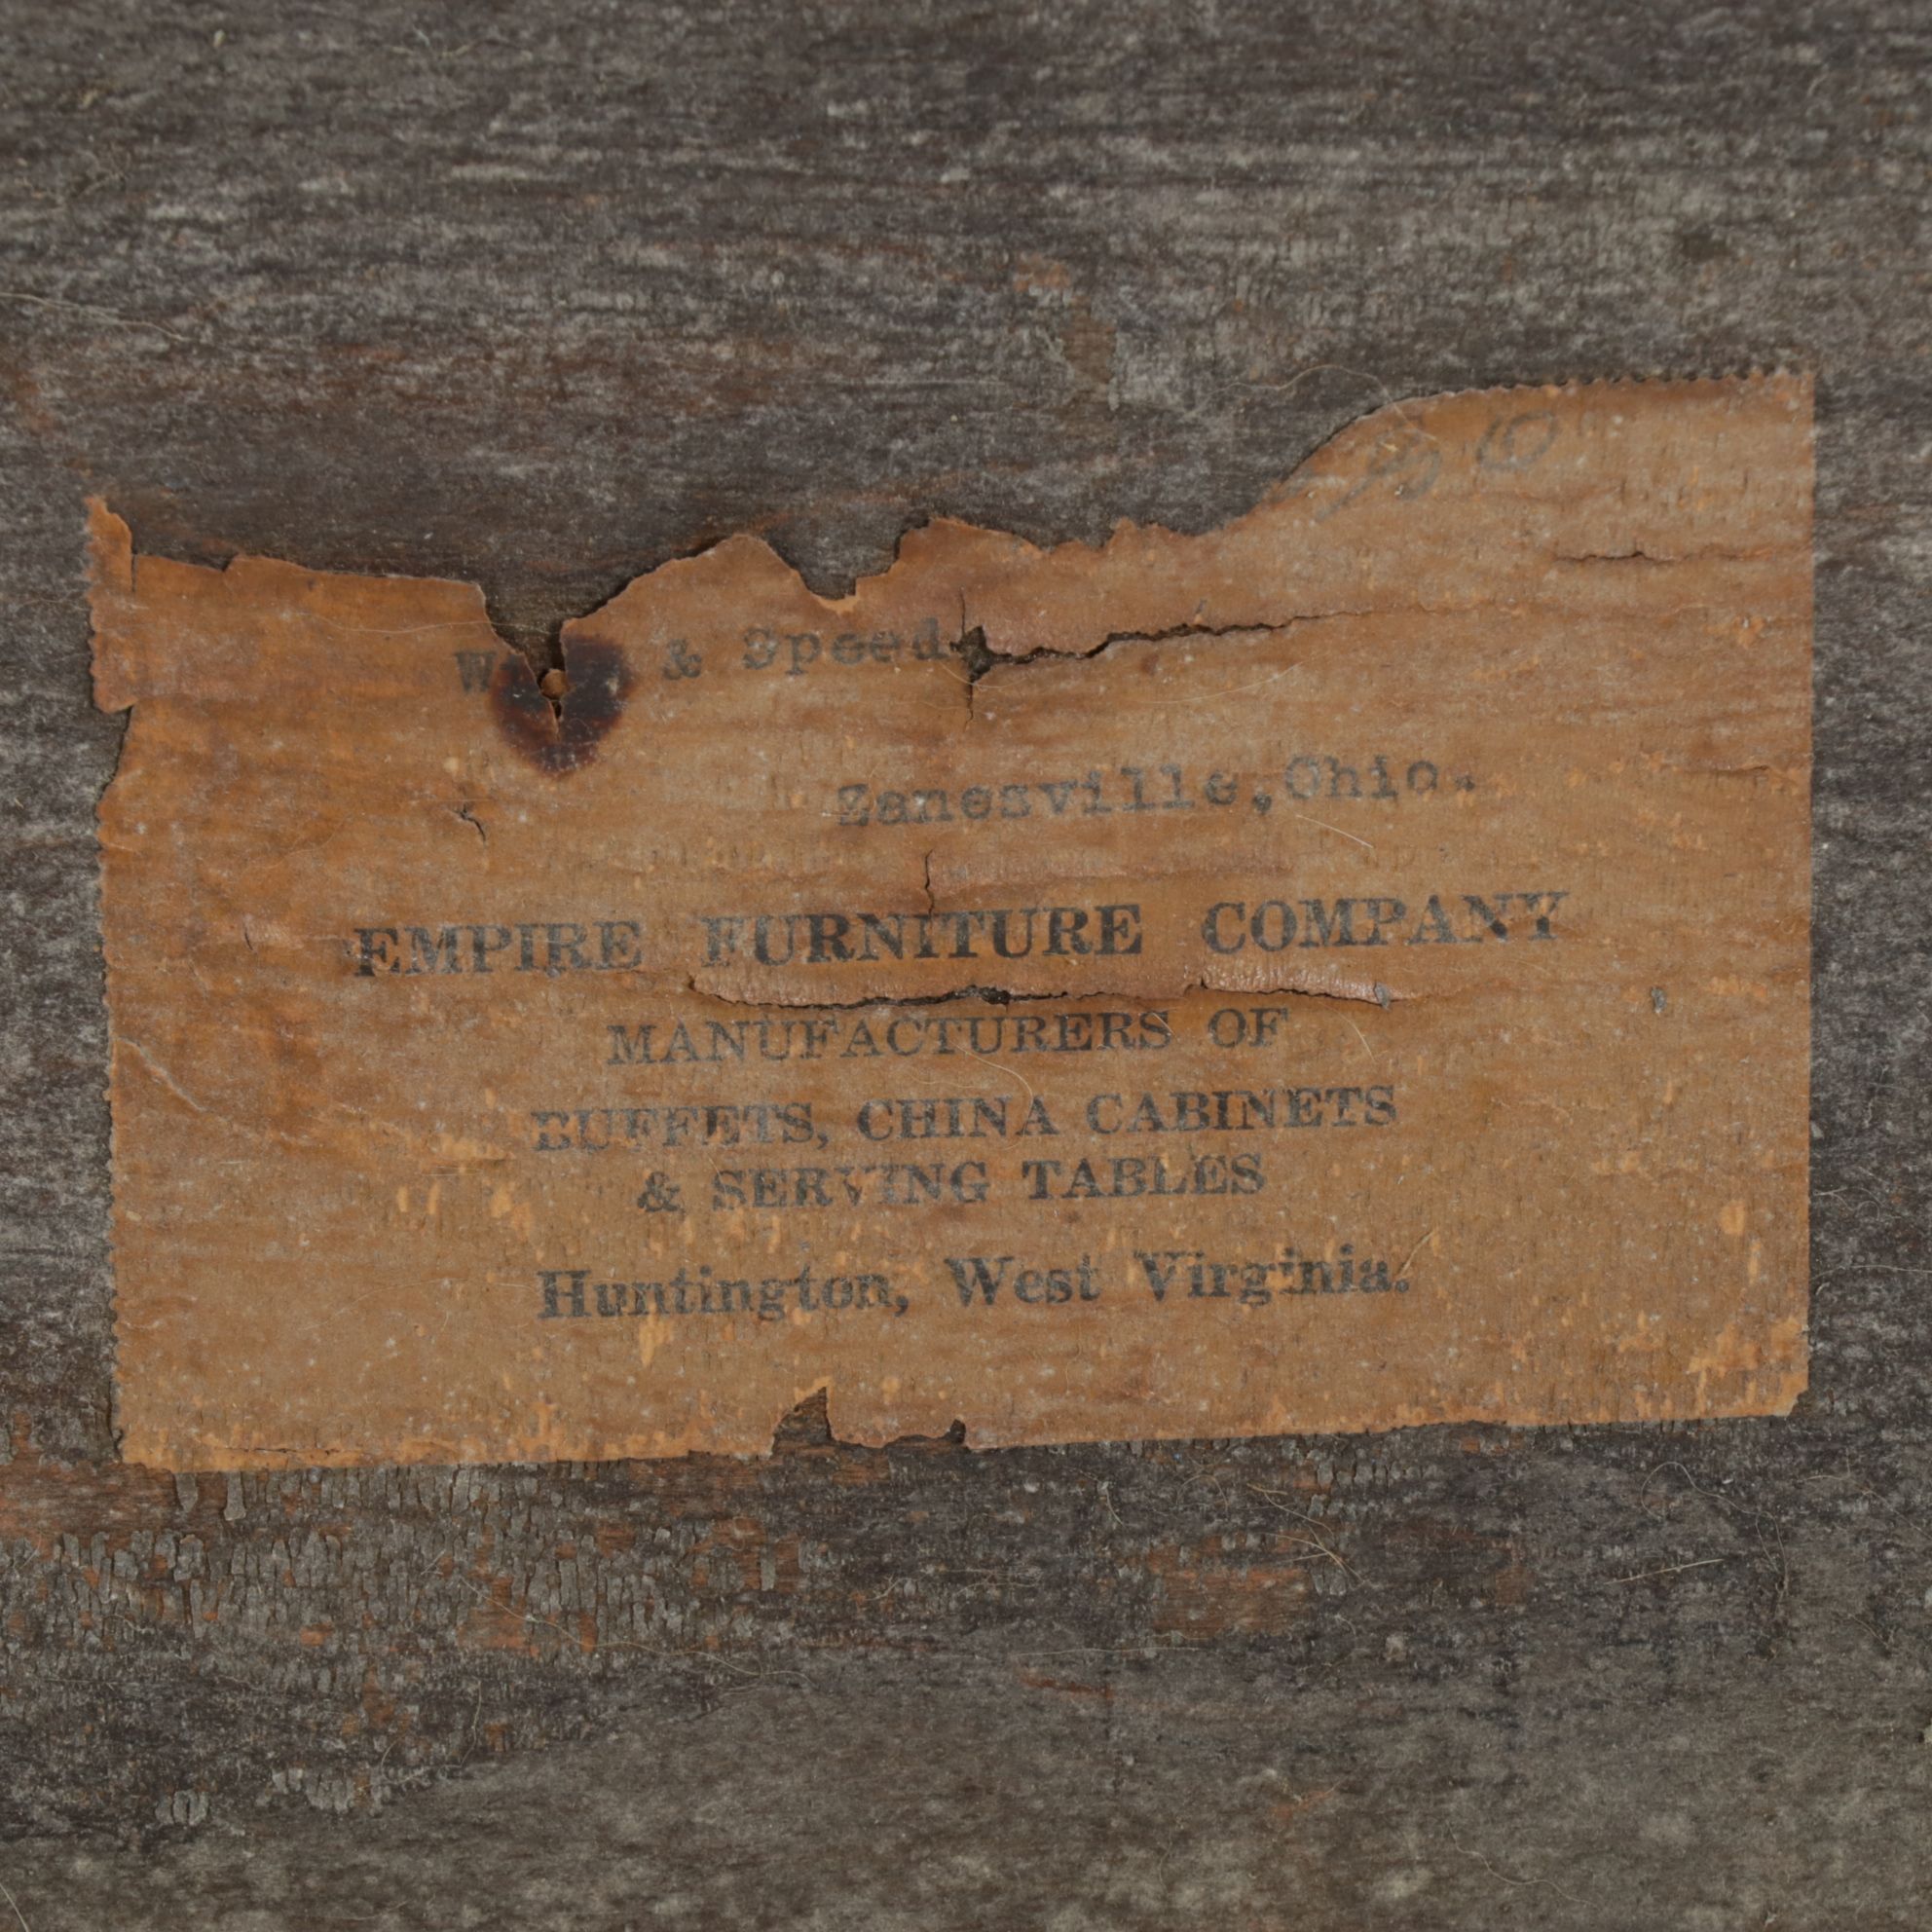 & Speed
Zanesville, Ohio.
EMPIRE FURNITURE COMPANY
MANUFACTURERS OF
BUFFETS, CHINA CABINETS
& SERVING TABLES
Huntington, West Virginia.